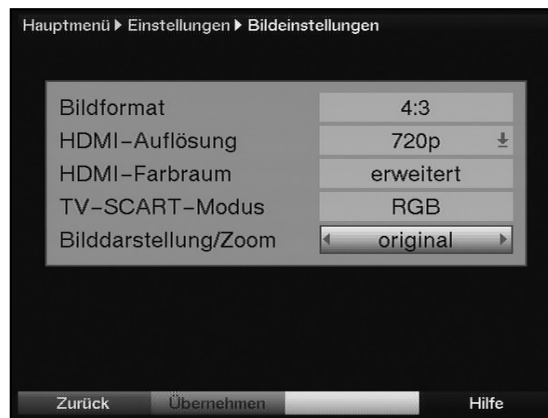 Hauptmenü Einstellungen Bildeinstellungen
Bildformat 4:3
HDMI-Auflösung 720p
HDMI-Farbraum erweitert
TV-SCART-Modus RGB
Bilddarstellung/Zoom original
Zurück Übernehmen Hilfe